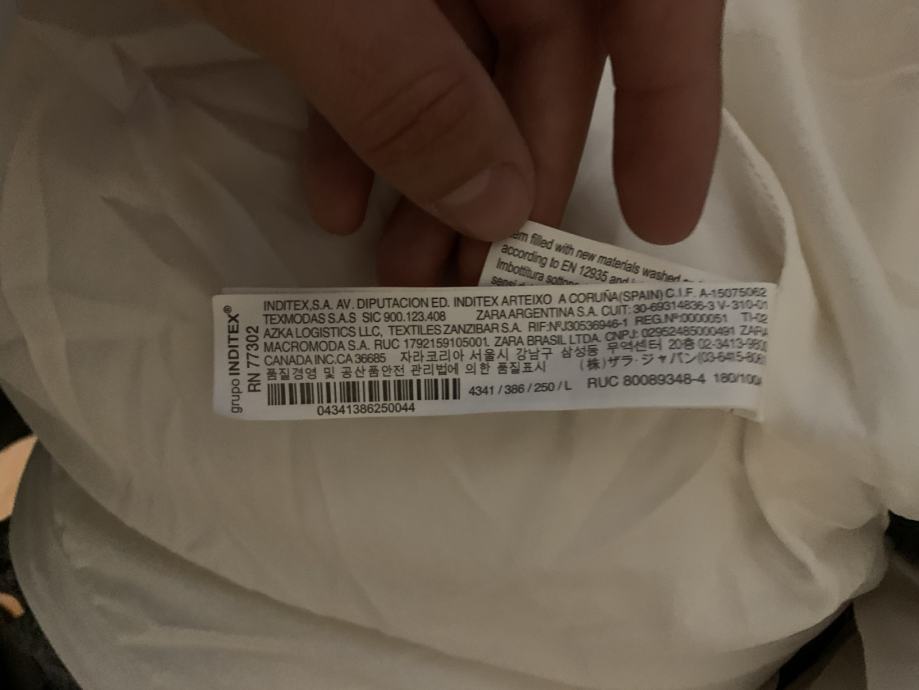 filled with new materials washed
according to EN 12935 and
Imbottitura
grupo INDITEX®
RN 77302
INDITEX,S.A. AV. DIPUTACION ED. INDITEX ARTEIXO A CORUÑA(SPAIN) C.I.F. A-15075062
TEXMODAS S.A.S SIC 900.123.408 ZARA ARGENTINA S.A. CUIT: 30-69314836-3 V-310-01
AZKA LOGISTICS LLC, TEXTILES ZANZIBAR S.A. RIF:NºJ30536946-1 REG.Nº:0000051 TI-02
MACROMODA S.A. RUC 1792159105001. ZARA BRASIL LTDA. CNPJ: 02952485000491 ZARA
CANADA INC.CA 36685 자라코리아 서울시 강남구 삼성동 무역센터 20층 02-3413-9800
품질경영 및 공산품안전 관리법에 의한 품질표시 (株)ザラ・ジャパン(03-6415-806
4341 / 386 / 250 / L RUC 80089348-4 180/100A
04341386250044